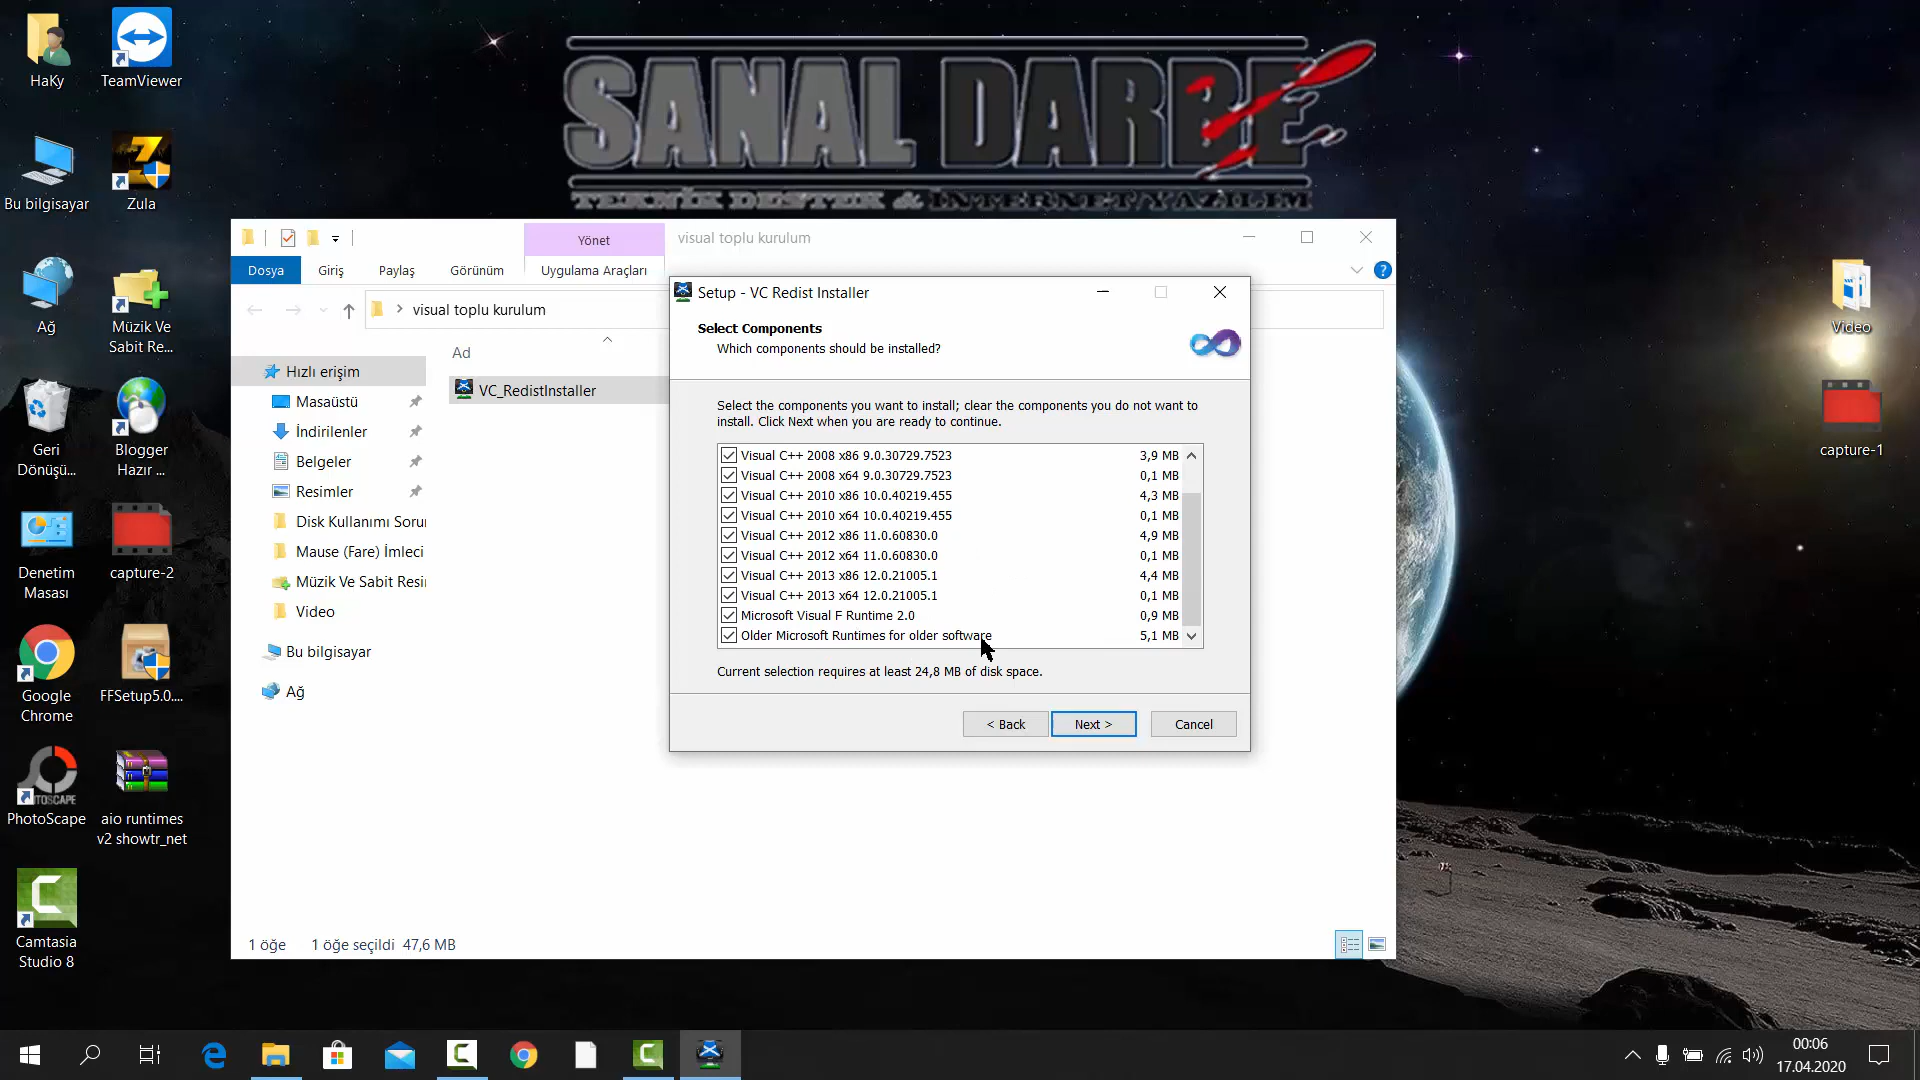 HaKy
TeamViewer
Bu bilgisayar
Zula
Ağ
Müzik Ve
Sabit Re...
Geri
Dönüşü...
Blogger
Hazır ...
Denetim
Masası
capture-2
Google
Chrome
FFSetup5.0....
PhotoScape
aio runtimes
v2 showtr_net
Camtasia
Studio 8
SANAL DARBE
TEKNİK DESTEK & İNTERNET/YAZILIM
Video
capture-1
Yönet
visual toplu kurulum
Dosya
Giriş
Paylaş
Görünüm
Uygulama Araçları
visual toplu kurulum
Ad
VC_RedistInstaller
Hızlı erişim
Masaüstü
İndirilenler
Belgeler
Resimler
Disk Kullanımı Sorur
Mause (Fare) İmleci
Müzik Ve Sabit Resir
Video
Bu bilgisayar
Ağ
1 öğe
1 öğe seçildi 47,6 MB
Setup - VC Redist Installer
Select Components
Which components should be installed?
Select the components you want to install; clear the components you do not want to
install. Click Next when you are ready to continue.
Visual C++ 2008 x86 9.0.30729.7523 3,9 MB
Visual C++ 2008 x64 9.0.30729.7523 0,1 MB
Visual C++ 2010 x86 10.0.40219.455 4,3 MB
Visual C++ 2010 x64 10.0.40219.455 0,1 MB
Visual C++ 2012 x86 11.0.60830.0 4,9 MB
Visual C++ 2012 x64 11.0.60830.0 0,1 MB
Visual C++ 2013 x86 12.0.21005.1 4,4 MB
Visual C++ 2013 x64 12.0.21005.1 0,1 MB
Microsoft Visual F Runtime 2.0 0,9 MB
Older Microsoft Runtimes for older software 5,1 MB
Current selection requires at least 24,8 MB of disk space.
< Back
Next >
Cancel
00:06
17.04.2020